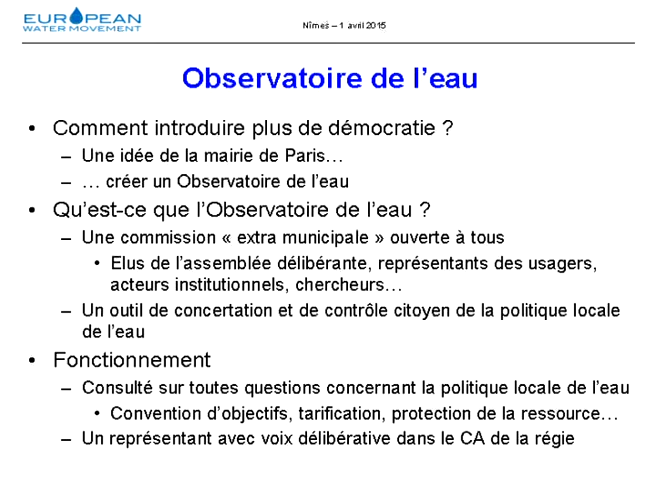 EUROPEAN
WATER MOVEMENT
Nîmes – 1 avril 2015
Observatoire de l’eau
• Comment introduire plus de démocratie ?
– Une idée de la mairie de Paris…
– … créer un Observatoire de l’eau
• Qu’est-ce que l’Observatoire de l’eau ?
– Une commission « extra municipale » ouverte à tous
• Elus de l’assemblée délibérante, représentants des usagers,
acteurs institutionnels, chercheurs…
– Un outil de concertation et de contrôle citoyen de la politique locale
de l’eau
• Fonctionnement
– Consulté sur toutes questions concernant la politique locale de l’eau
• Convention d’objectifs, tarification, protection de la ressource…
– Un représentant avec voix délibérative dans le CA de la régie